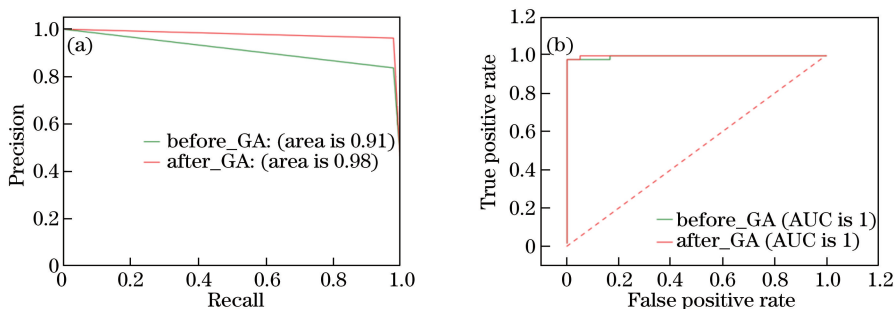 1.0
(a)
0.8
0.6
before_GA: (area is 0.91)
0.4
after_GA: (area is 0.98)
0.2
0
0 0.2 0.4 0.6 0.8 1.0
Precision
Recall
1.2
(b)
1.0
0.8
0.6
0.4
0.2
before_GA (AUC is 1)
after_GA (AUC is 1)
0
0 0.2 0.4 0.6 0.8 1.0 1.2
True positive rate
False positive rate